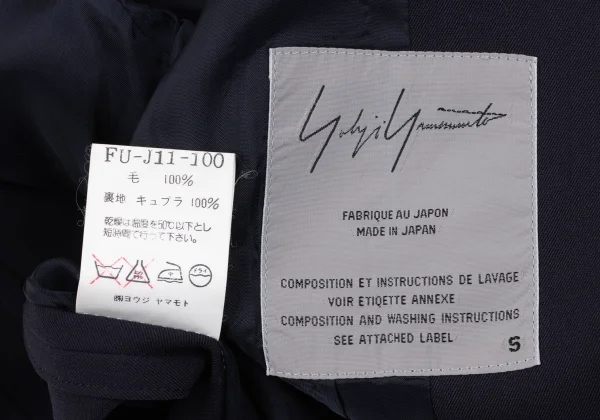 FU-J11-100
毛 100%
裏地 キュプラ 100%
乾燥は温度を50℃以下とし
短時間で行って下さい。
ドライ
㈱ヨウジ ヤマモト
Yohji Yamamoto
FABRIQUE AU JAPON
MADE IN JAPAN
COMPOSITION ET INSTRUCTIONS DE LAVAGE
VOIR ETIQETTE ANNEXE
COMPOSITION AND WASHING INSTRUCTIONS
SEE ATTACHED LABEL
S